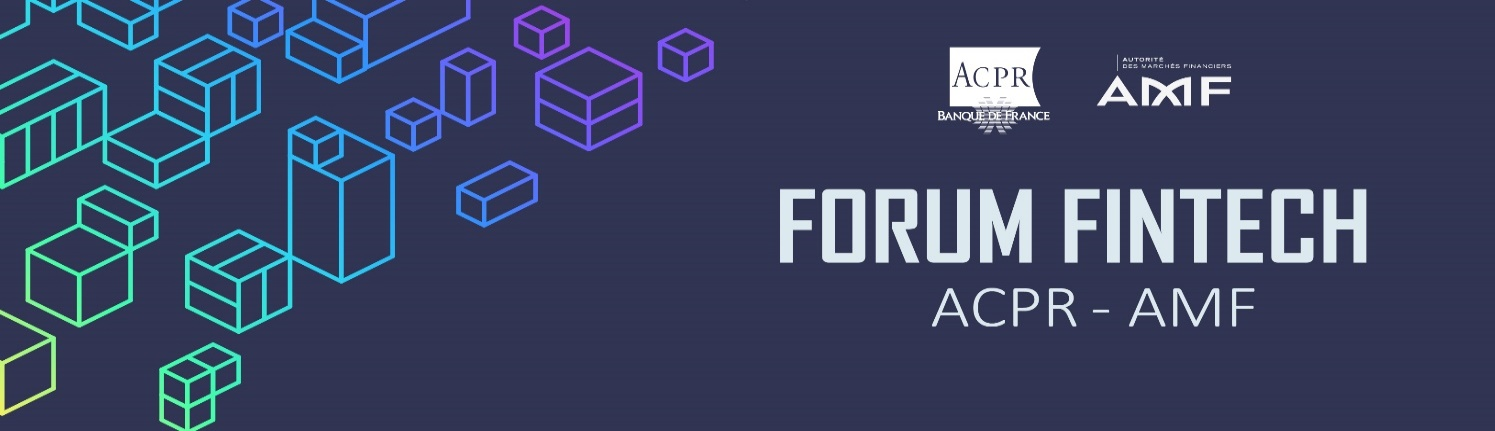 ACPR
BANQUE DE FRANCE
AUTORITÉ
DES MARCHÉS FINANCIERS
AMF
FORUM FINTECH
ACPR - AMF